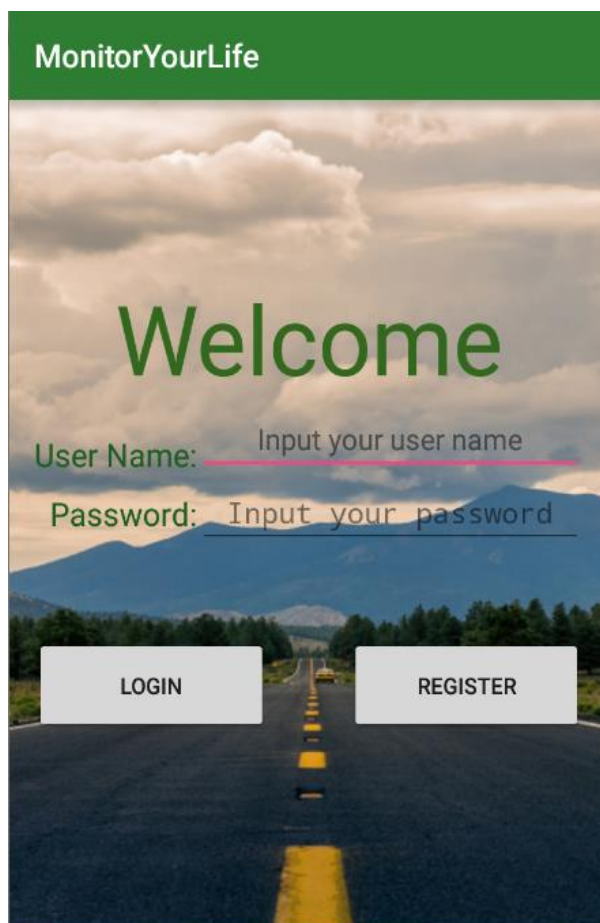 MonitorYourLife
Welcome
User Name: Input your user name
Password: Input your password
LOGIN REGISTER